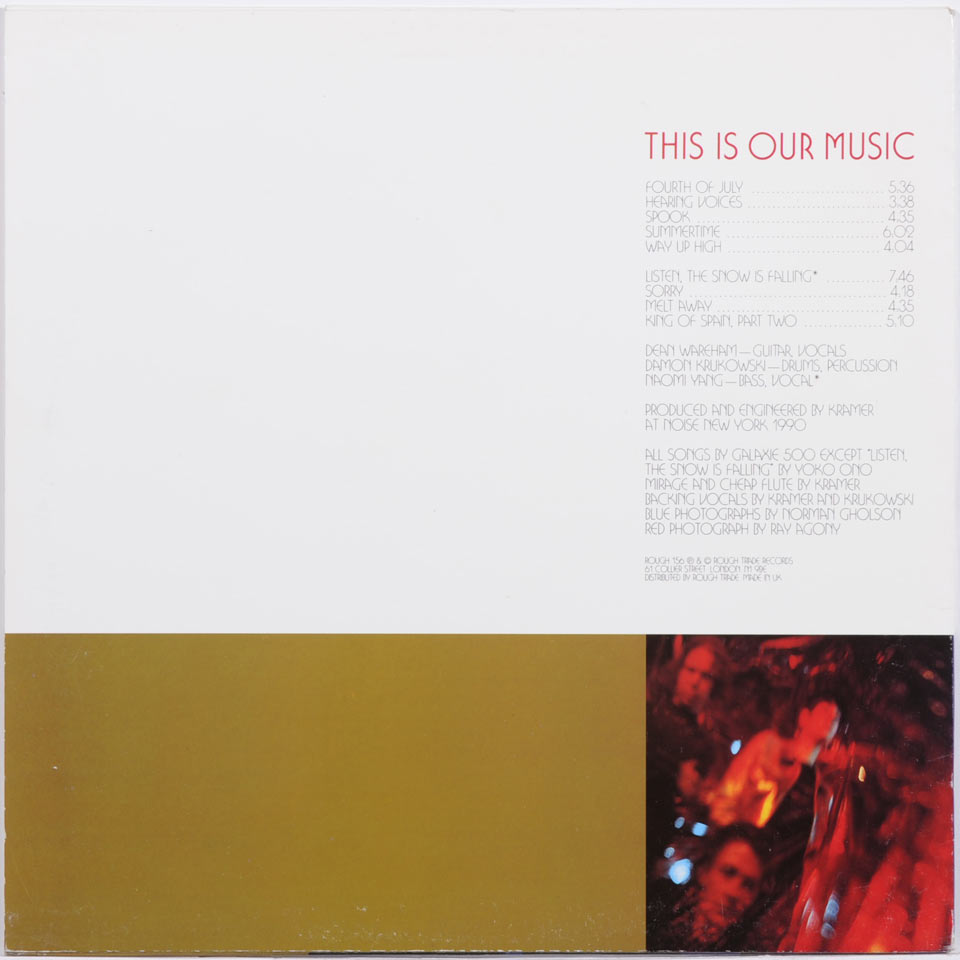 THIS IS OUR MUSIC
FOURTH OF JULY .................... 5.36
HEARING VOICES .................... 3.38
SPOOK .................... 4.35
SUMMERTIME .................... 6.02
WAY UP HIGH .................... 4.04
LISTEN, THE SNOW IS FALLING* ............ 7.46
SORRY .................... 4.18
MELT AWAY .................... 4.35
KING OF SPAIN, PART TWO ................ 5.10
DEAN WAREHAM — GUITAR, VOCALS
DAMON KRUKOWSKI — DRUMS, PERCUSSION
NAOMI YANG — BASS, VOCAL*
PRODUCED AND ENGINEERED BY KRAMER
AT NOISE NEW YORK 1990
ALL SONGS BY GALAXIE 500 EXCEPT "LISTEN,
THE SNOW IS FALLING" BY YOKO ONO
MIRAGE AND CHEAP FLUTE BY KRAMER
BACKING VOCALS BY KRAMER AND KRUKOWSKI
BLUE PHOTOGRAPHS BY NORMAN GHOLSON
RED PHOTOGRAPH BY RAY AGONY
ROUGH 156 ℗ & © ROUGH TRADE RECORDS
61 COLLIER STREET LONDON N1 9BE
DISTRIBUTED BY ROUGH TRADE MADE IN UK